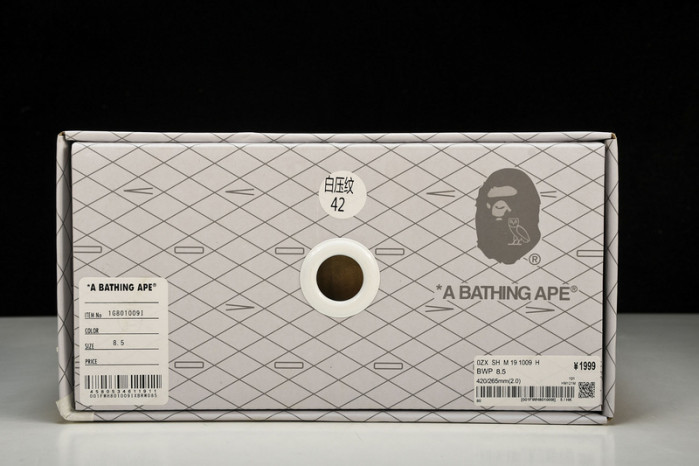 白压纹
42
®
*A BATHING APE®
*A BATHING APE®
ITEM No 1G80100931
COLOR
SIZE 8.5
PRICE
0ZX SH M 19.1009 H
¥1999
BWP 8.5
420/265mm(2.0)